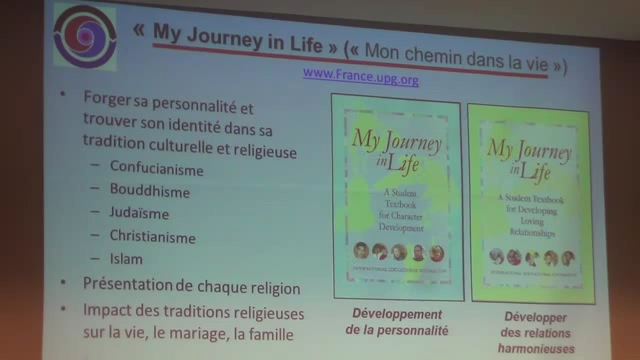 « My Journey in Life » (« Mon chemin dans la vie »)
www.France.upg.org
• Forger sa personnalité et
trouver son identité dans sa
tradition culturelle et religieuse
– Confucianisme
– Bouddhisme
– Judaïsme
– Christianisme
– Islam
• Présentation de chaque religion
• Impact des traditions religieuses
sur la vie, le mariage, la famille
My Journey
in Life
A Student
Textbook
for Character
Development
Développement
de la personnalité
My Journey
in Life
A Student Textbook
for Developing
Loving
Relationships
Développer
des relations
harmonieuses